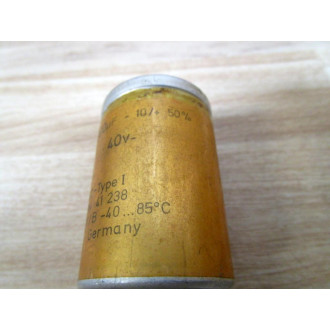 - 10/+ 50%
40v-
Type I
41 238
-40...85°C
Germany